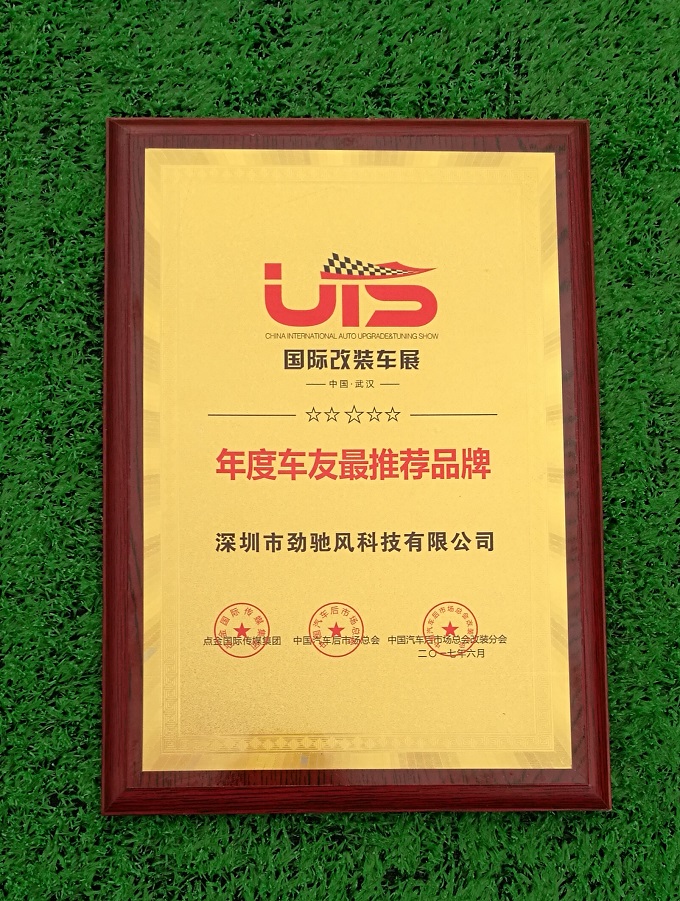 UIS
CHINA INTERNATIONAL AUTO UPGRADE&TUNING SHOW
国际改装车展
中国·武汉
年度车友最推荐品牌
深圳市劲驰风科技有限公司
点金国际传媒集团 中国汽车后市场总会 中国汽车后市场总会改装分会
二〇一七年六月